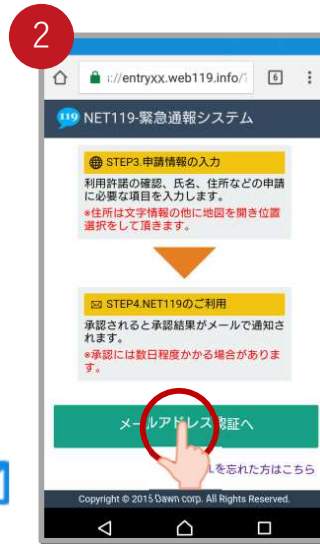 2
://entryxx.web119.info/
6
119 NET119-緊急通報システム
STEP3.申請情報の入力
利用許諾の確認、氏名、住所などの申請
に必要な項目を入力します。
*住所は文字情報の他に地図を開き位置
選択をして頂きます。
STEP4.NET119のご利用
承認されると承認結果がメールで通知さ
れます。
*承認には数日程度かかる場合がありま
す。
メールアドレス認証へ
Lを忘れた方はこちら
Copyright © 2015 Dawn corp. All Rights Reserved.